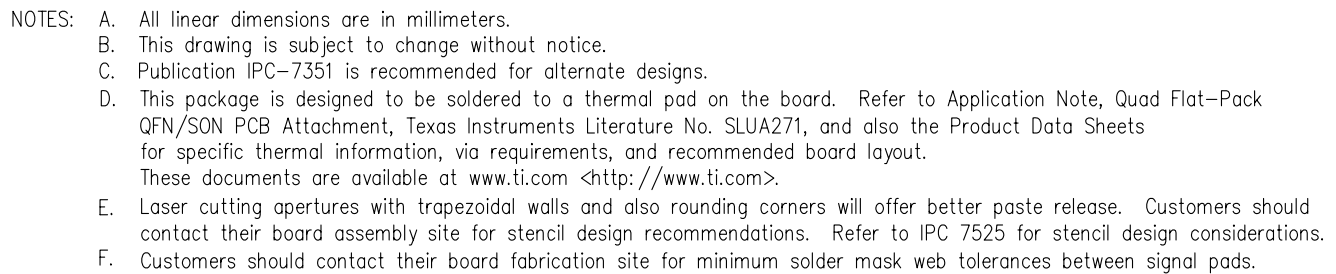 NOTES: A. All linear dimensions are in millimeters.
B. This drawing is subject to change without notice.
C. Publication IPC-7351 is recommended for alternate designs.
D. This package is designed to be soldered to a thermal pad on the board. Refer to Application Note, Quad Flat-Pack
QFN/SON PCB Attachment, Texas Instruments Literature No. SLUA271, and also the Product Data Sheets
for specific thermal information, via requirements, and recommended board layout.
These documents are available at www.ti.com <http://www.ti.com>.
E. Laser cutting apertures with trapezoidal walls and also rounding corners will offer better paste release. Customers should
contact their board assembly site for stencil design recommendations. Refer to IPC 7525 for stencil design considerations.
F. Customers should contact their board fabrication site for minimum solder mask web tolerances between signal pads.